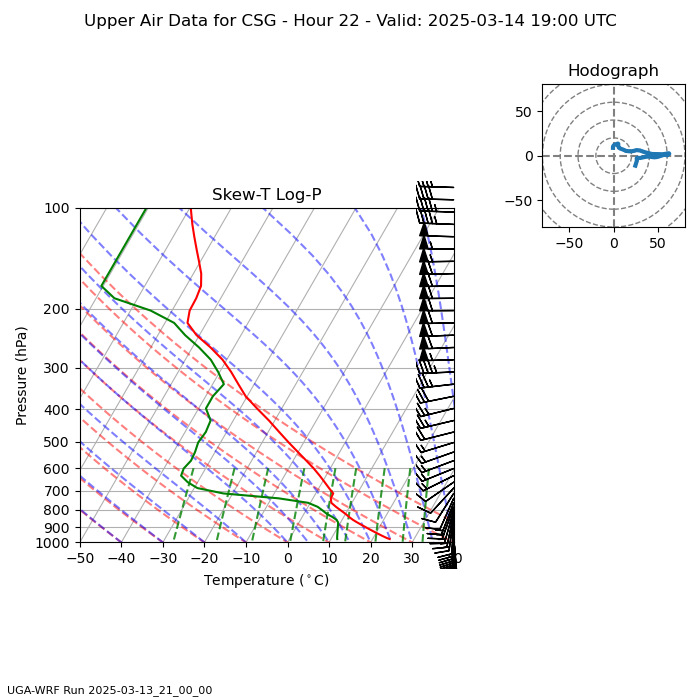 Upper Air Data for CSG - Hour 22 - Valid: 2025-03-14 19:00 UTC
Hodograph
50
0
−50
−50 0 50
Skew-T Log-P
100
200
300
400
500
600
700
800
900
1000
Pressure (hPa)
−50 −40 −30 −20 −10 0 10 20 30
Temperature (°C)
UGA-WRF Run 2025-03-13_21_00_00